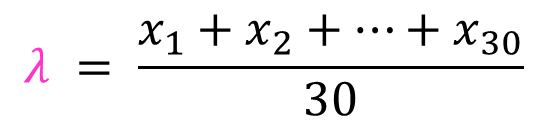 λ = (x₁ + x₂ + ⋯ + x₃₀) / 30